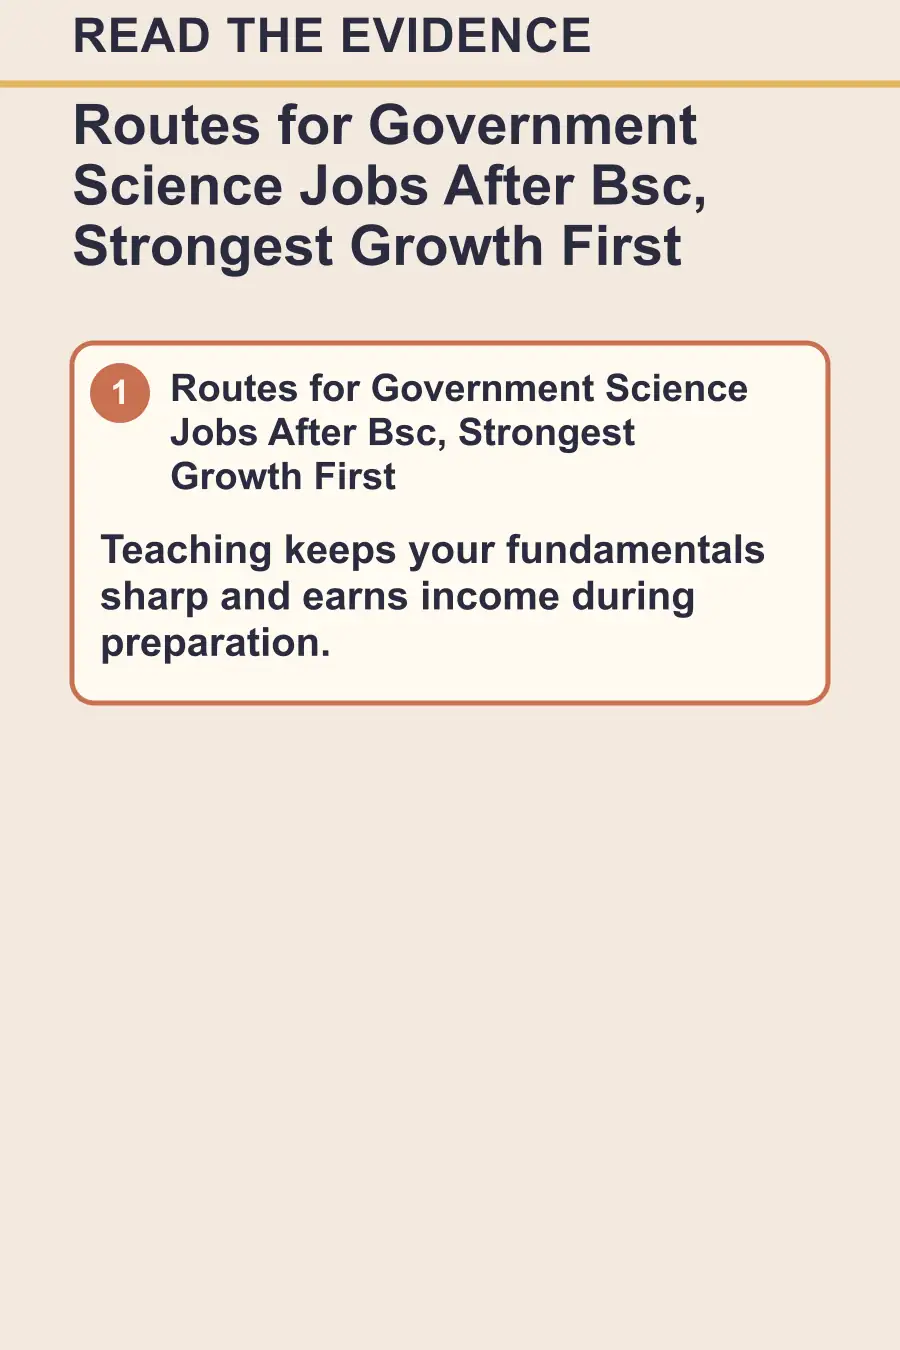 READ THE EVIDENCE
Routes for Government
Science Jobs After Bsc,
Strongest Growth First
1
Routes for Government Science
Jobs After Bsc, Strongest
Growth First
Teaching keeps your fundamentals
sharp and earns income during
preparation.